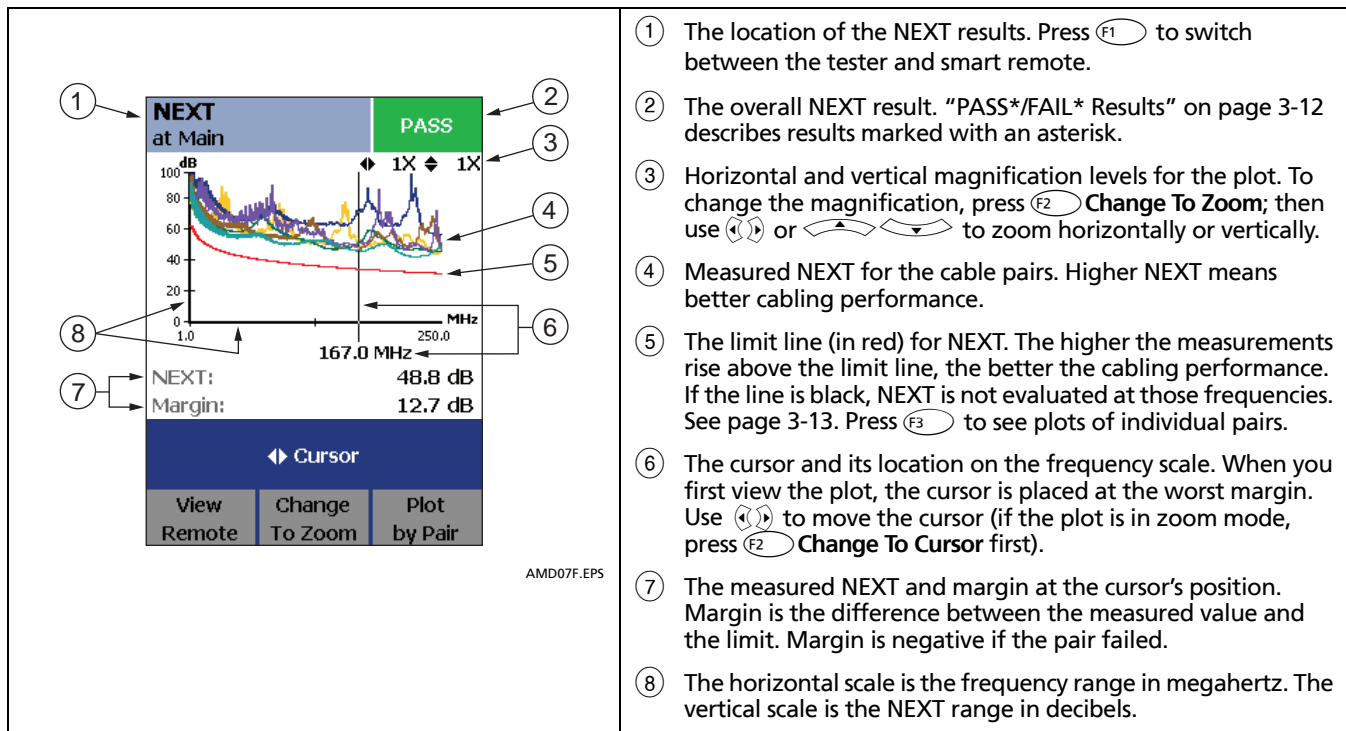 1
2
3
4
5
6
7
8
NEXT
at Main
PASS
dB
1X 1X
100
80
60
40
20
0
MHz
1.0
250.0
167.0 MHz
NEXT: 48.8 dB
Margin: 12.7 dB
Cursor
View Remote
Change To Zoom
Plot by Pair
AMD07F.EPS
1 The location of the NEXT results. Press F1 to switch
between the tester and smart remote.
2 The overall NEXT result. “PASS*/FAIL* Results” on page 3-12
describes results marked with an asterisk.
3 Horizontal and vertical magnification levels for the plot. To
change the magnification, press F2 Change To Zoom; then
use or to zoom horizontally or vertically.
4 Measured NEXT for the cable pairs. Higher NEXT means
better cabling performance.
5 The limit line (in red) for NEXT. The higher the measurements
rise above the limit line, the better the cabling performance.
If the line is black, NEXT is not evaluated at those frequencies.
See page 3-13. Press F3 to see plots of individual pairs.
6 The cursor and its location on the frequency scale. When you
first view the plot, the cursor is placed at the worst margin.
Use to move the cursor (if the plot is in zoom mode,
press F2 Change To Cursor first).
7 The measured NEXT and margin at the cursor’s position.
Margin is the difference between the measured value and
the limit. Margin is negative if the pair failed.
8 The horizontal scale is the frequency range in megahertz. The
vertical scale is the NEXT range in decibels.